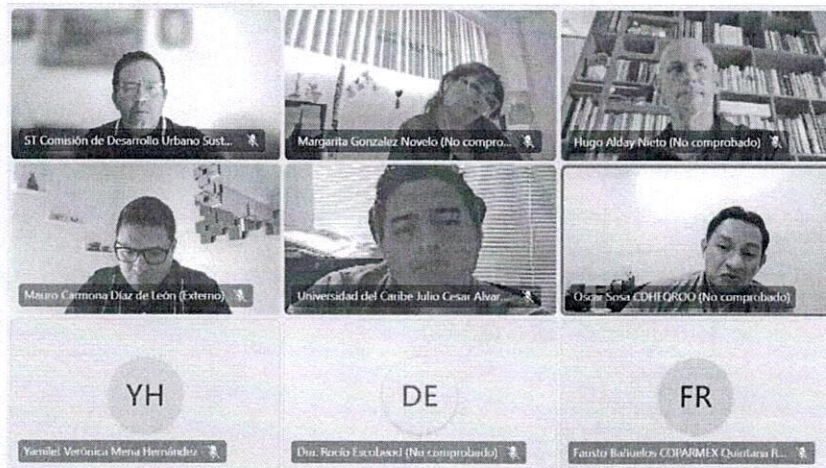 ST Comisión de Desarrollo Urbano Sust...
Margarita Gonzalez Novelo (No compro...
Hugo Alday Nieto (No comprobado)
Mauro Carmona Díaz de León (Externo)
Universidad del Caribe Julio Cesar Alvar...
Oscar Sosa CDHEQROO (No comprobado)
YH
DE
FR
Yamilet Verónica Mena Hernández
Dra. Rocío Escobedo (No comprobado)
Fausto Bañuelos COPARMEX Quintana R...